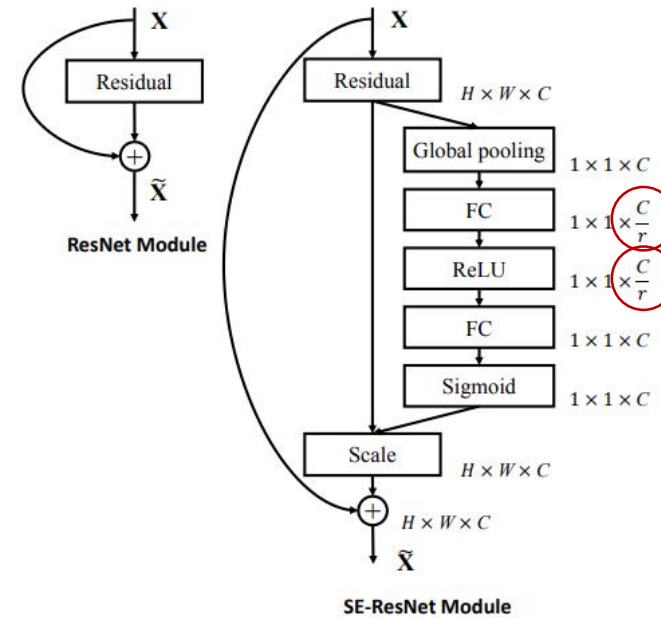 X
Residual
+
X̃
ResNet Module
X
Residual
H × W × C
Global pooling
1 × 1 × C
FC
1 × 1 × C/r
ReLU
1 × 1 × C/r
FC
1 × 1 × C
Sigmoid
1 × 1 × C
Scale
H × W × C
+
H × W × C
X̃
SE-ResNet Module